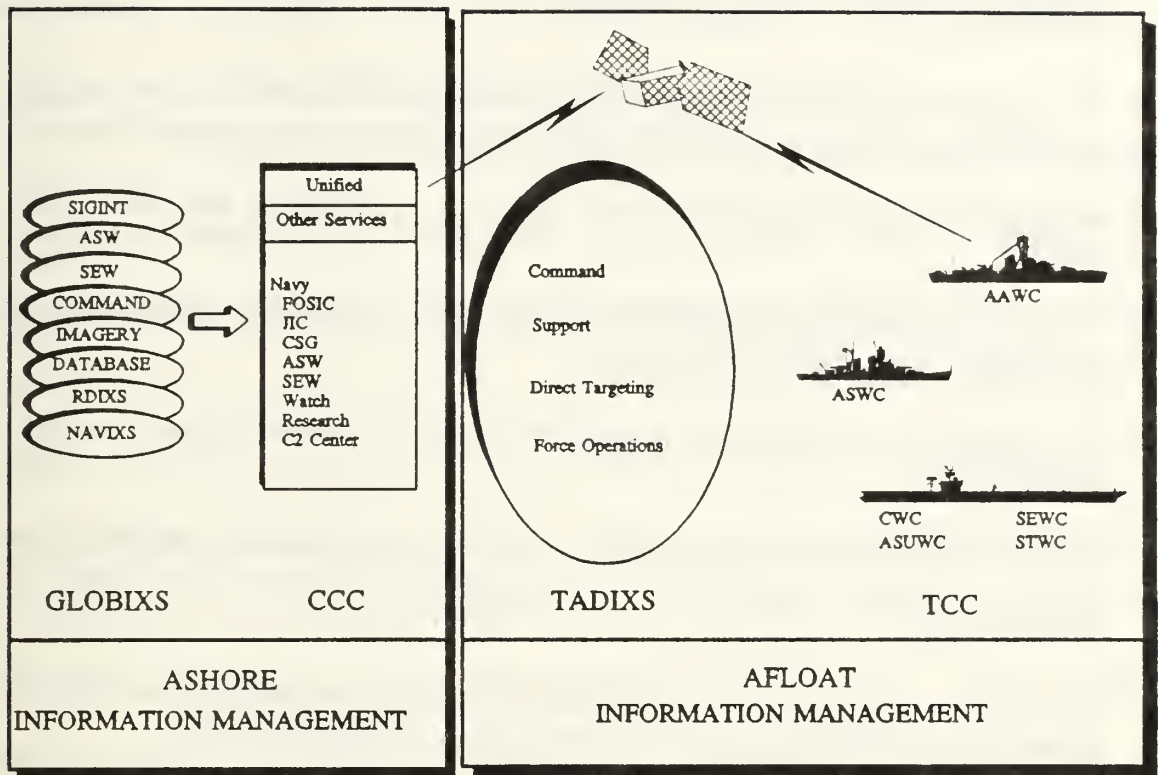 SIGINT
ASW
SEW
COMMAND
IMAGERY
DATABASE
RDIXS
NAVIXS
GLOBIXS
Unified
Other Services
Navy
FOSIC
JIC
CSG
ASW
SEW
Watch
Research
C2 Center
CCC
ASHORE
INFORMATION MANAGEMENT
Command
Support
Direct Targeting
Force Operations
TADIXS
AAWC
ASWC
CWC SEWC
ASUWC STWC
TCC
AFLOAT
INFORMATION MANAGEMENT